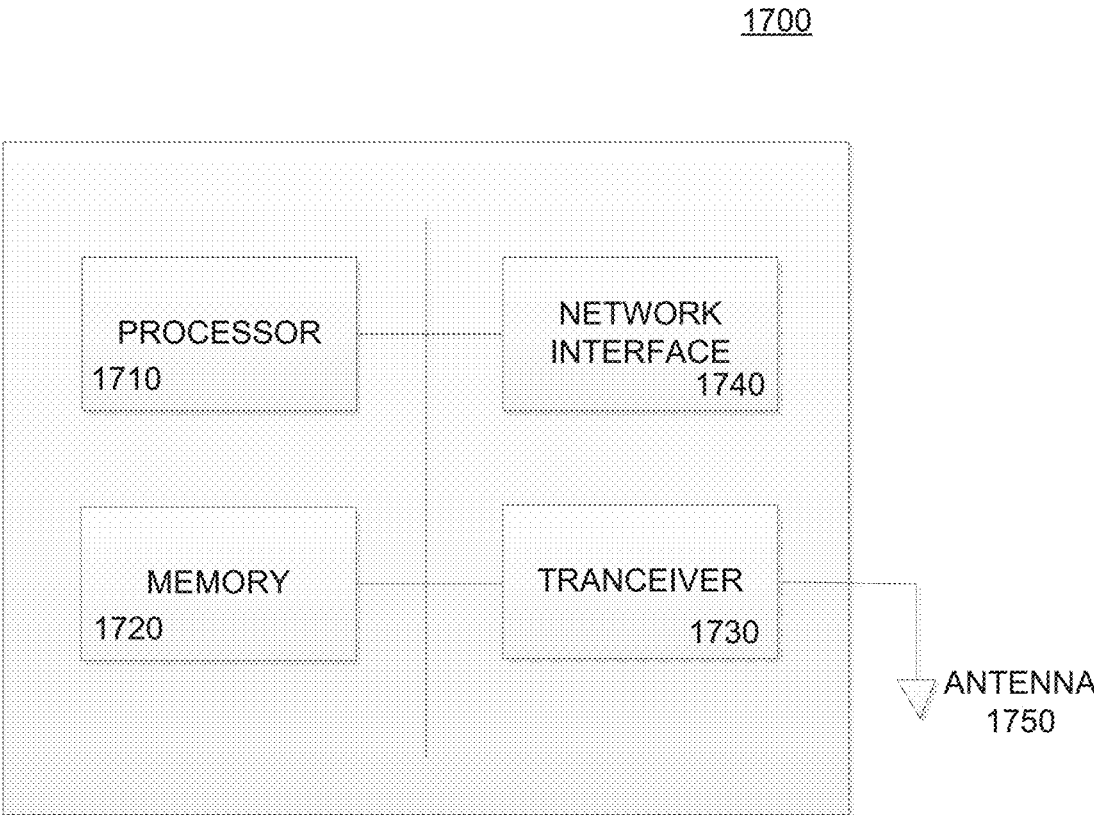 1700
PROCESSOR
1710
NETWORK
INTERFACE
1740
MEMORY
1720
TRANCEIVER
1730
ANTENNA
1750